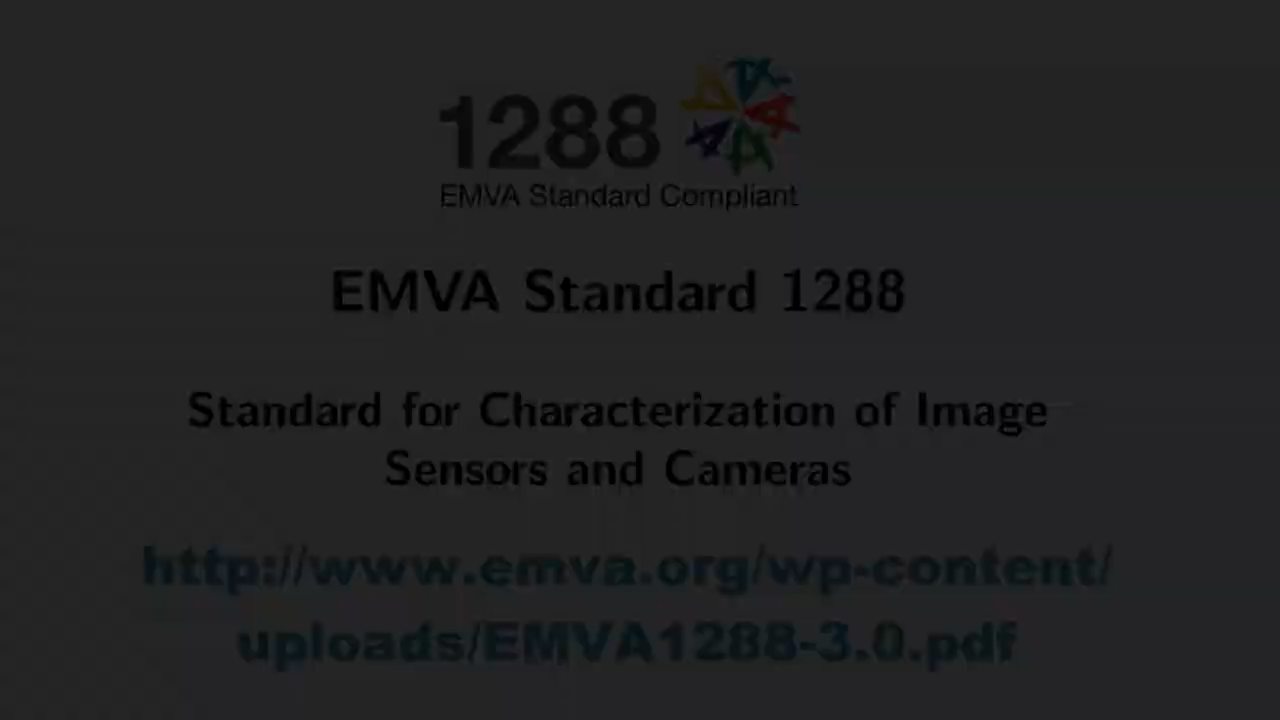 1288
EMVA Standard Compliant
EMVA Standard 1288
Standard for Characterization of Image
Sensors and Cameras
http://www.emva.org/wp-content/
uploads/EMVA1288-3.0.pdf